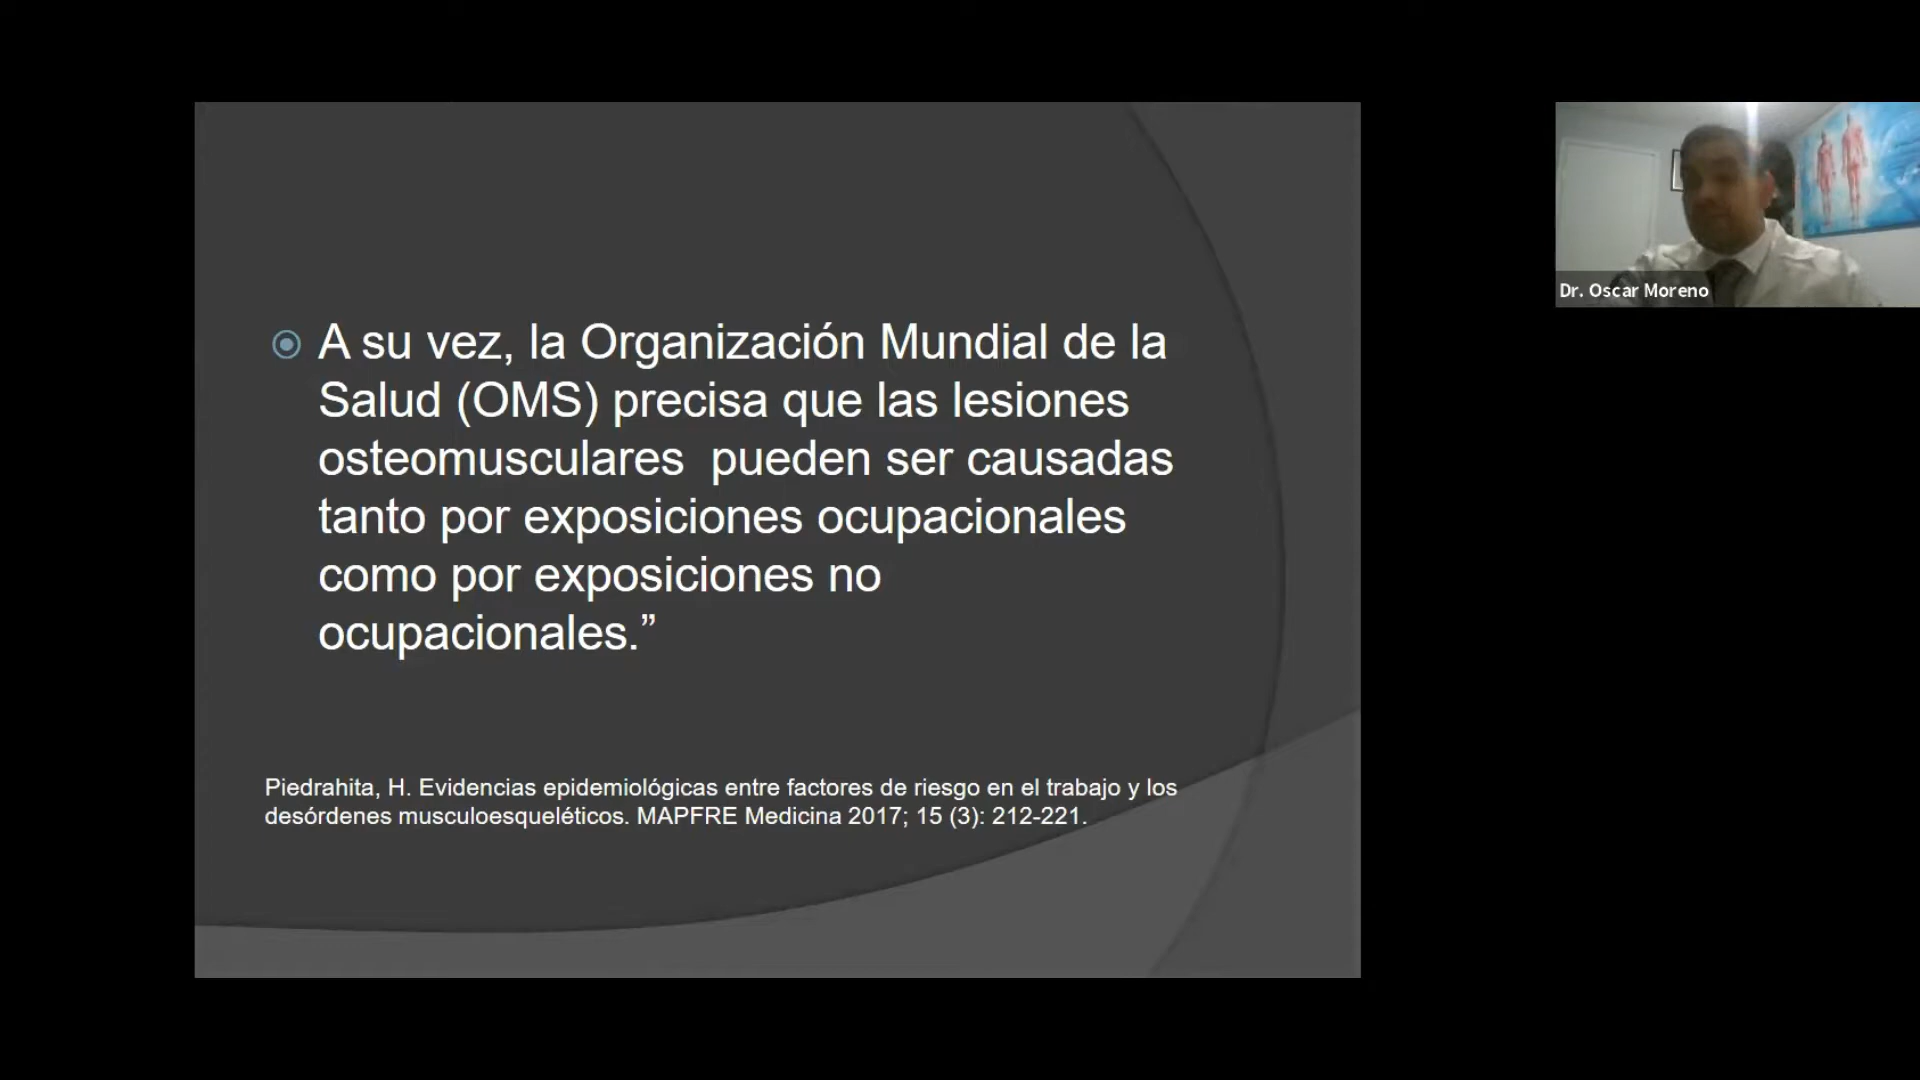 A su vez, la Organización Mundial de la
Salud (OMS) precisa que las lesiones
osteomusculares  pueden ser causadas
tanto por exposiciones ocupacionales
como por exposiciones no
ocupacionales.”
Piedrahita, H. Evidencias epidemiológicas entre factores de riesgo en el trabajo y los
desórdenes musculoesqueléticos. MAPFRE Medicina 2017; 15 (3): 212-221.
Dr. Oscar Moreno